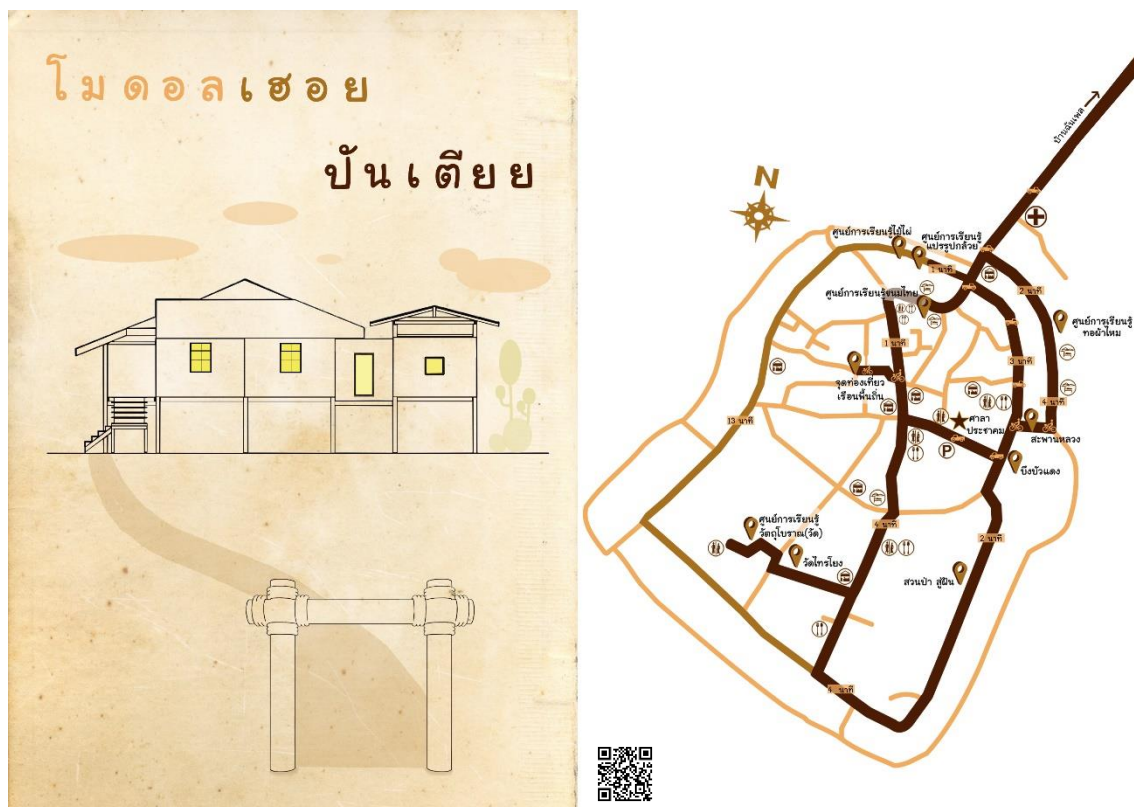 โมดอลเฮอย
ปันเตียย
บ้านฉันเพล
N
ศูนย์การเรียนรู้ไม้ไผ่
ศูนย์การเรียนรู้
แปรรูปกล้วย
1 นาที
2 นาที
ศูนย์การเรียนรู้ขนมไทย
ศูนย์การเรียนรู้
ทอผ้าไหม
1 นาที
3 นาที
จุดท่องเที่ยว
เรือนพื้นถิ่น
4 นาที
13 นาที
ศาลา
ประชาคม
สะพานหลวง
P
บึงบัวแดง
ศูนย์การเรียนรู้
วัตถุโบราณ(วัด)
4 นาที
2 นาที
วัดไทรโยง
สวนป่า สู่ฝัน
นาที